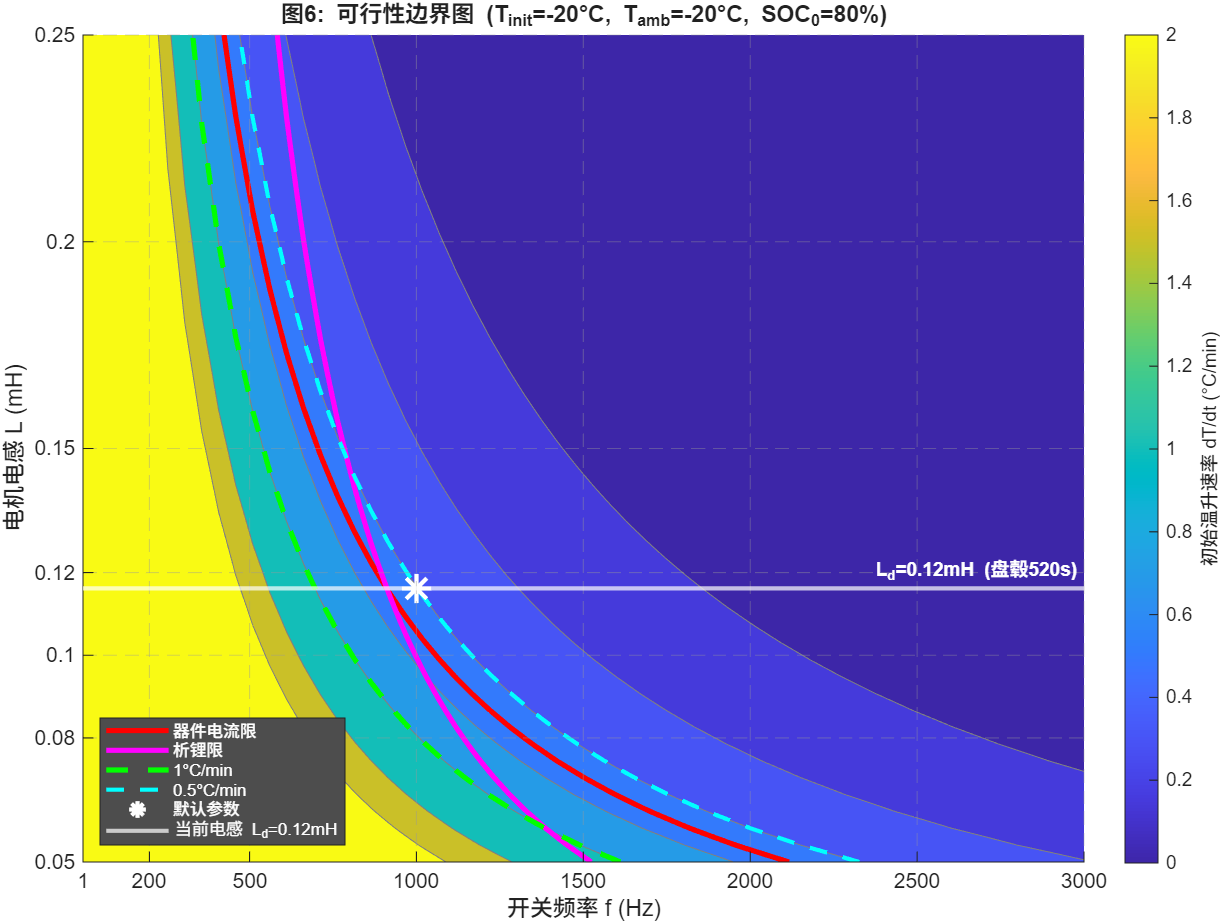 图6: 可行性边界图 (T_init=-20°C, T_amb=-20°C, SOC_0=80%)
0.25
0.2
0.15
0.12
0.1
0.08
0.05
电机电感 L (mH)
L_d=0.12mH (盘毂520s)
器件电流限
析锂限
1°C/min
0.5°C/min
默认参数
当前电感 L_d=0.12mH
1
200
500
1000
1500
2000
2500
3000
开关频率 f (Hz)
2
1.8
1.6
1.4
1.2
1
0.8
0.6
0.4
0.2
0
初始温升速率 dT/dt (°C/min)